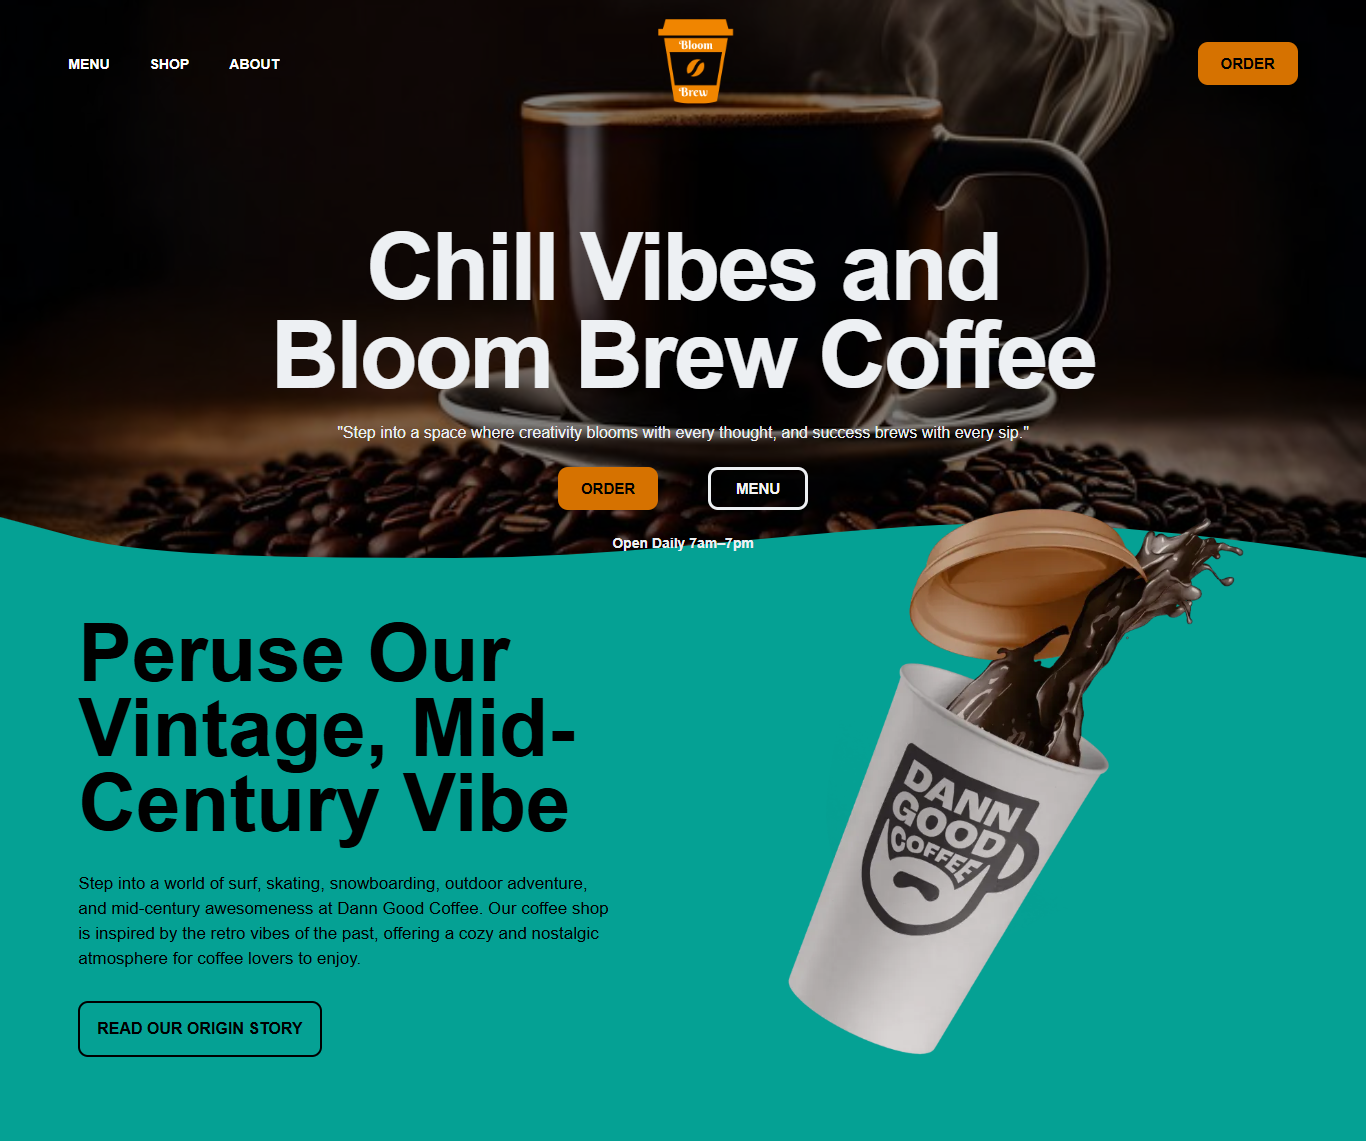 MENU SHOP ABOUT
Bloom
Brew
ORDER
Chill Vibes and
Bloom Brew Coffee
"Step into a space where creativity blooms with every thought, and success brews with every sip."
ORDER MENU
Open Daily 7am–7pm
Peruse Our
Vintage, Mid-
Century Vibe
Step into a world of surf, skating, snowboarding, outdoor adventure,
and mid-century awesomeness at Dann Good Coffee. Our coffee shop
is inspired by the retro vibes of the past, offering a cozy and nostalgic
atmosphere for coffee lovers to enjoy.
READ OUR ORIGIN STORY
DANN
GOOD
COFFEE